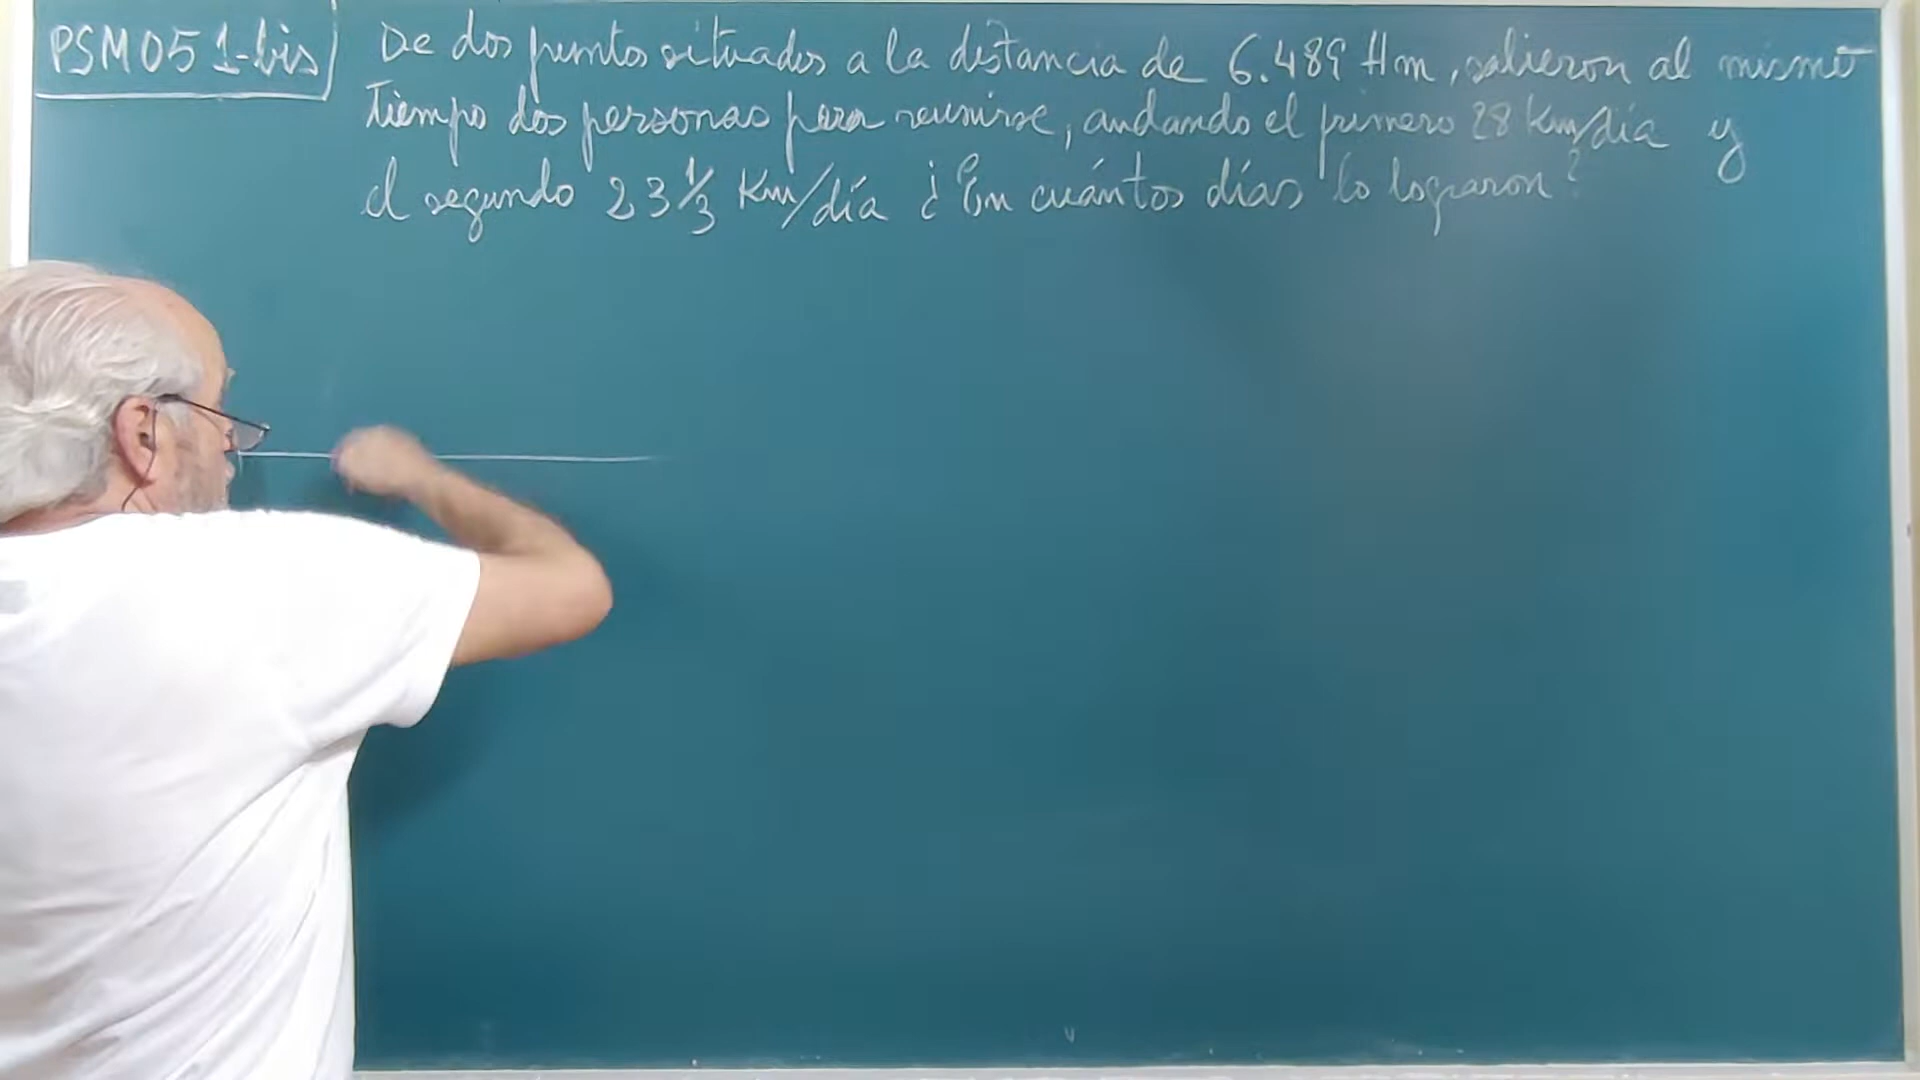 PSM05 1-bis
De dos puntos situados a la distancia de 6.489 Hm, salieron al mismo
tiempo dos personas para reunirse, andando el primero 28 Km/día y
el segundo 23 1/3 Km/día ¿En cuántos días lo lograron?